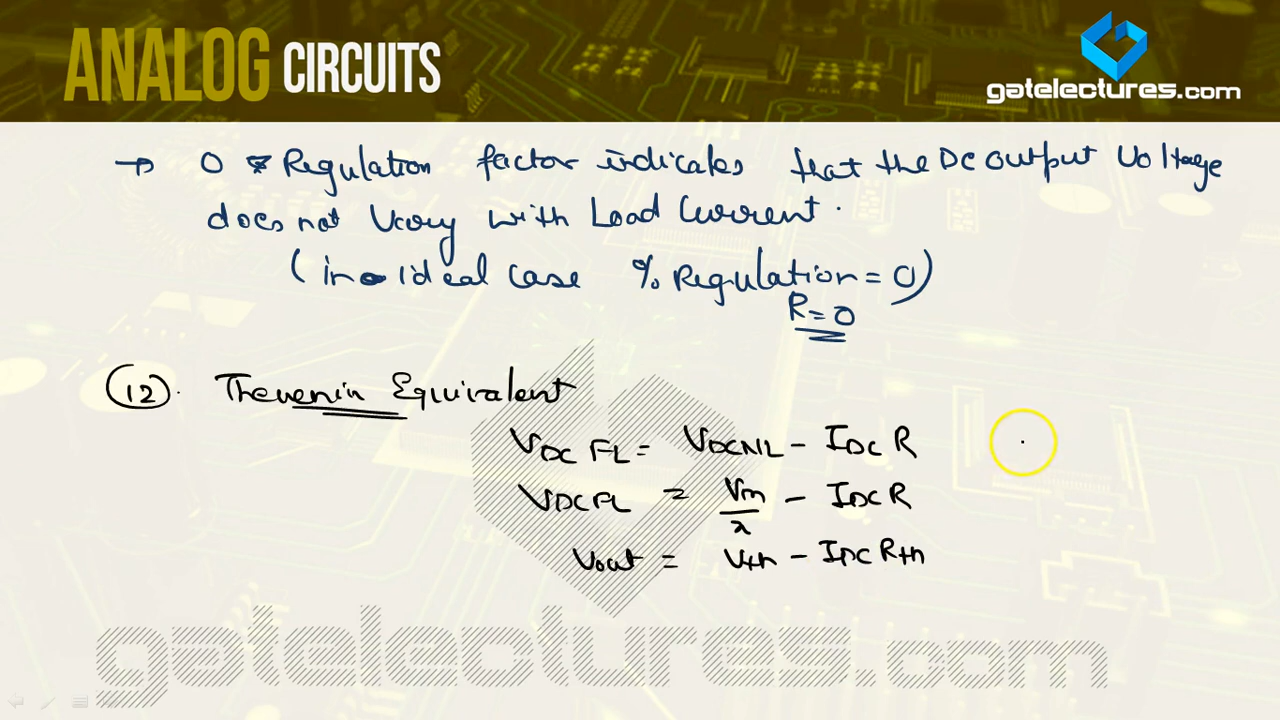 ANALOG CIRCUITS
gatelectures.com
→ 0 Regulation factor indicates that the DC output Voltage
does not Vary with Load Current.
(in ideal case % Regulation = 0)
R = 0
(12). Thevenin Equivalent
VDC FL = VDCNL - IDC R
VDCFL = Vm/π - IDC R
Vout = Vth - IDC Rth
gatelectures.com